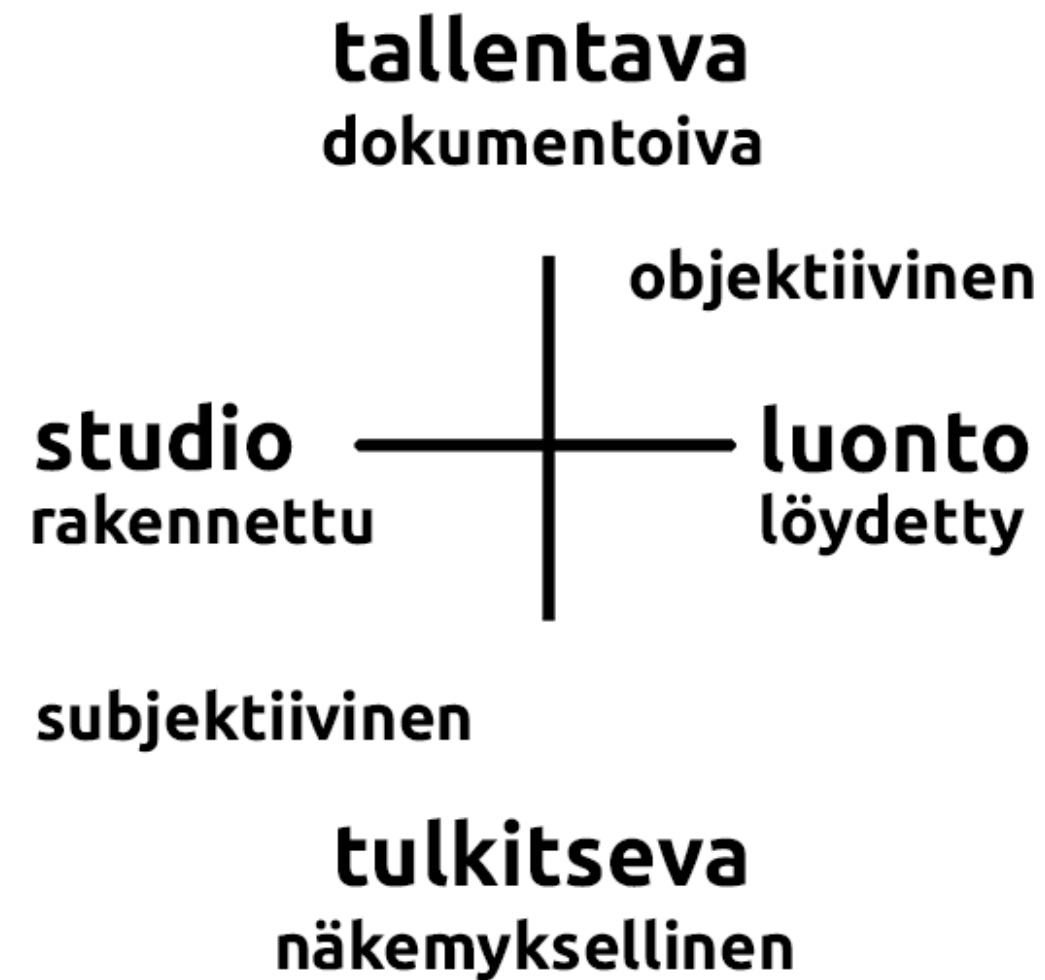 tallentava
dokumentoiva
objektiivinen
studio
rakennettu
luonto
löydetty
subjektiivinen
tulkitseva
näkemyksellinen